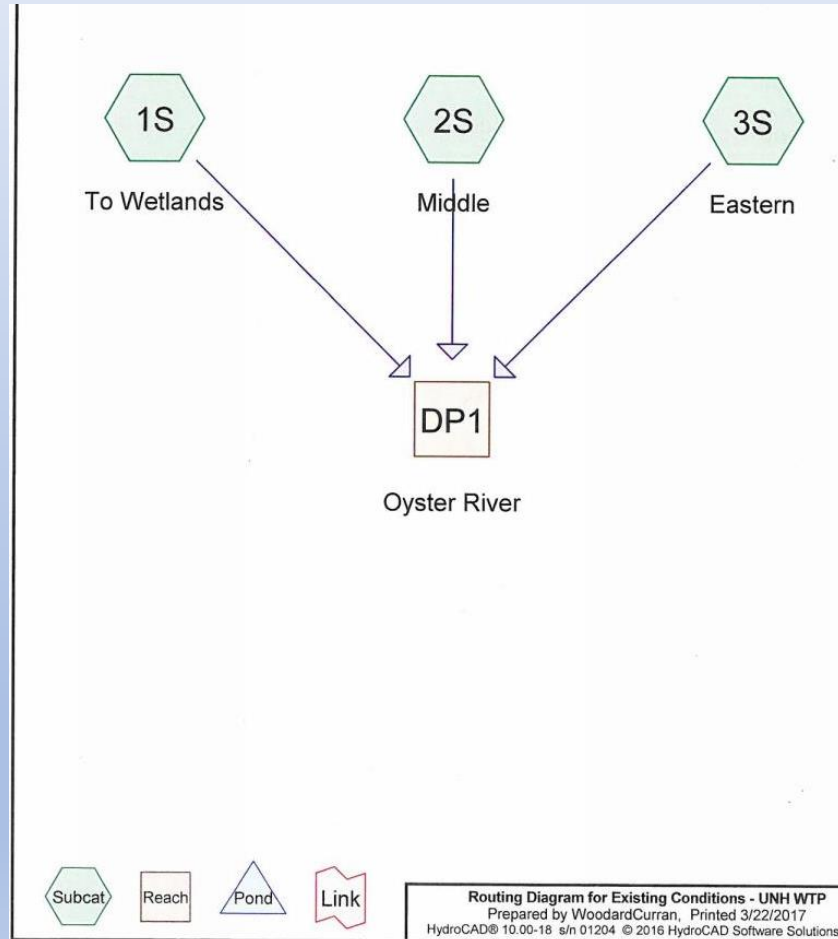 1S
2S
3S
To Wetlands
Middle
Eastern
DP1
Oyster River
Subcat
Reach
Pond
Link
Routing Diagram for Existing Conditions - UNH WTP
Prepared by WoodardCurran, Printed 3/22/2017
HydroCAD® 10.00-18 s/n 01204 © 2016 HydroCAD Software Solutions